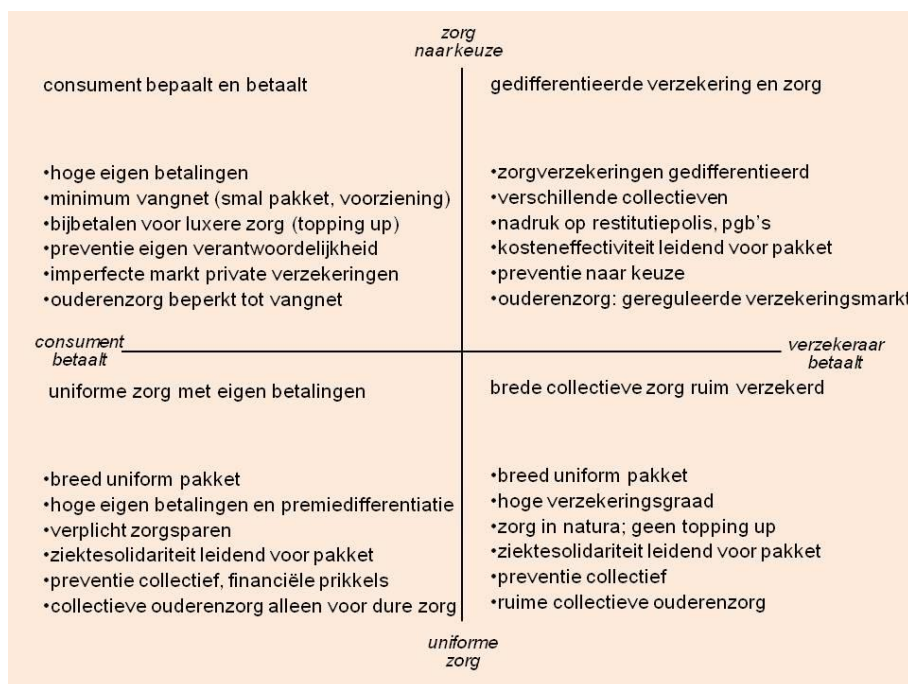 zorg
naar keuze
consument bepaalt en betaalt
gedifferentieerde verzekering en zorg
•hoge eigen betalingen
•minimum vangnet (smal pakket, voorziening)
•bijbetalen voor luxere zorg (topping up)
•preventie eigen verantwoordelijkheid
•imperfecte markt private verzekeringen
•ouderenzorg beperkt tot vangnet
•zorgverzekeringen gedifferentieerd
•verschillende collectieven
•nadruk op restitutiepolis, pgb's
•kosteneffectiviteit leidend voor pakket
•preventie naar keuze
•ouderenzorg: gereguleerde verzekeringsmarkt
consument
betaalt
verzekeraar
betaalt
uniforme zorg met eigen betalingen
brede collectieve zorg ruim verzekerd
•breed uniform pakket
•hoge eigen betalingen en premiedifferentiatie
•verplicht zorgsparen
•ziektesolidariteit leidend voor pakket
•preventie collectief, financiële prikkels
•collectieve ouderenzorg alleen voor dure zorg
•breed uniform pakket
•hoge verzekeringsgraad
•zorg in natura; geen topping up
•ziektesolidariteit leidend voor pakket
•preventie collectief
•ruime collectieve ouderenzorg
uniforme
zorg